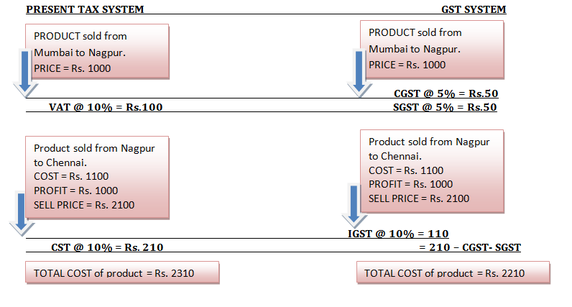 PRESENT TAX SYSTEM
GST SYSTEM
PRODUCT sold from
Mumbai to Nagpur.
PRICE = Rs. 1000
PRODUCT sold from
Mumbai to Nagpur.
PRICE = Rs. 1000
VAT @ 10% = Rs.100
CGST @ 5% = Rs.50
SGST @ 5% = Rs.50
Product sold from Nagpur
to Chennai.
COST = Rs. 1100
PROFIT = Rs. 1000
SELL PRICE = Rs. 2100
Product sold from Nagpur
to Chennai.
COST = Rs. 1100
PROFIT = Rs. 1000
SELL PRICE = Rs. 2100
CST @ 10% = Rs. 210
IGST @ 10% = 110
= 210 – CGST- SGST
TOTAL COST of product = Rs. 2310
TOTAL COST of product = Rs. 2210